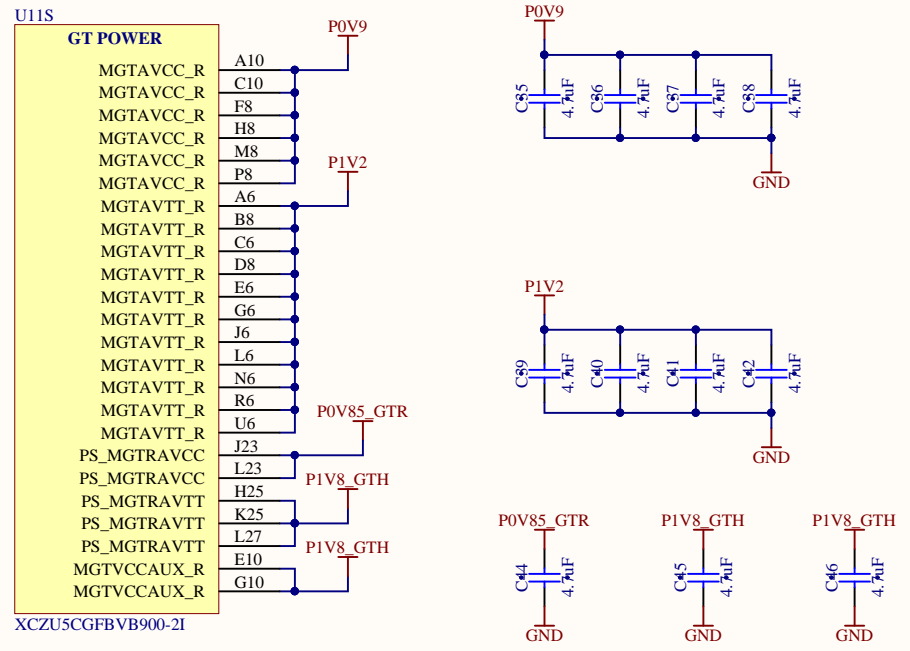 U11S
GT POWER
MGTAVCC_R A10
MGTAVCC_R C10
MGTAVCC_R F8
MGTAVCC_R H8
MGTAVCC_R M8
MGTAVCC_R P8
MGTAVTT_R A6
MGTAVTT_R B8
MGTAVTT_R C6
MGTAVTT_R D8
MGTAVTT_R E6
MGTAVTT_R G6
MGTAVTT_R J6
MGTAVTT_R L6
MGTAVTT_R N6
MGTAVTT_R R6
MGTAVTT_R U6
PS_MGTRAVCC J23
PS_MGTRAVCC L23
PS_MGTRAVTT H25
PS_MGTRAVTT K25
PS_MGTRAVTT L27
MGTVCCAUX_R E10
MGTVCCAUX_R G10
XCZU5CGFBVB900-2I
P0V9
P1V2
P0V85_GTR
P1V8_GTH
P1V8_GTH
P0V9
C35 4.7uF
C36 4.7uF
C37 4.7uF
C38 4.7uF
GND
P1V2
C39 4.7uF
C40 4.7uF
C41 4.7uF
C42 4.7uF
GND
P0V85_GTR
C44 4.7uF
GND
P1V8_GTH
C45 4.7uF
GND
P1V8_GTH
C46 4.7uF
GND